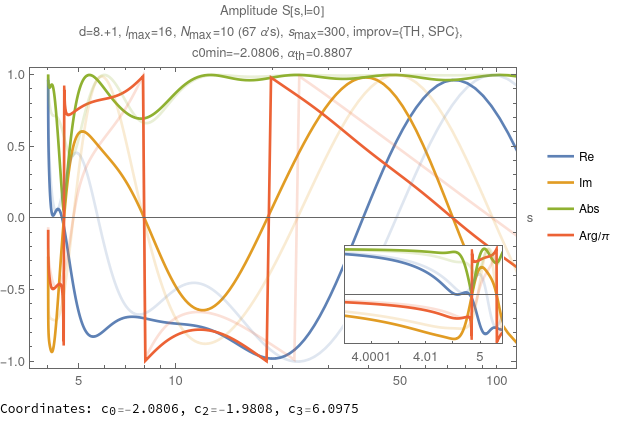 Amplitude S[s,l=0]
d=8.+1, lmax=16, Nmax=10 (67 α's), smax=300, improv={TH, SPC},
c0min=-2.0806, αth=0.8807
1.0
0.5
0.0
-0.5
-1.0
5
10
50
100
s
4.0001
4.01
5
Re
Im
Abs
Arg/π
Coordinates: c0=-2.0806, c2=-1.9808, c3=6.0975